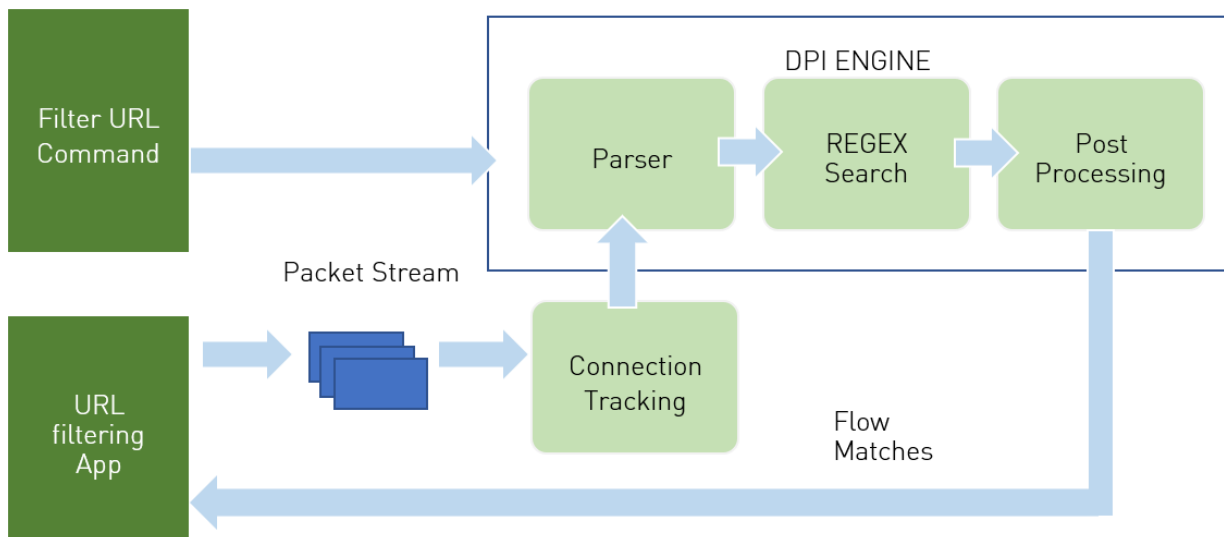 DPI ENGINE
Filter URL
Command
Parser
REGEX
Search
Post
Processing
Packet Stream
URL
filtering
App
Connection
Tracking
Flow
Matches